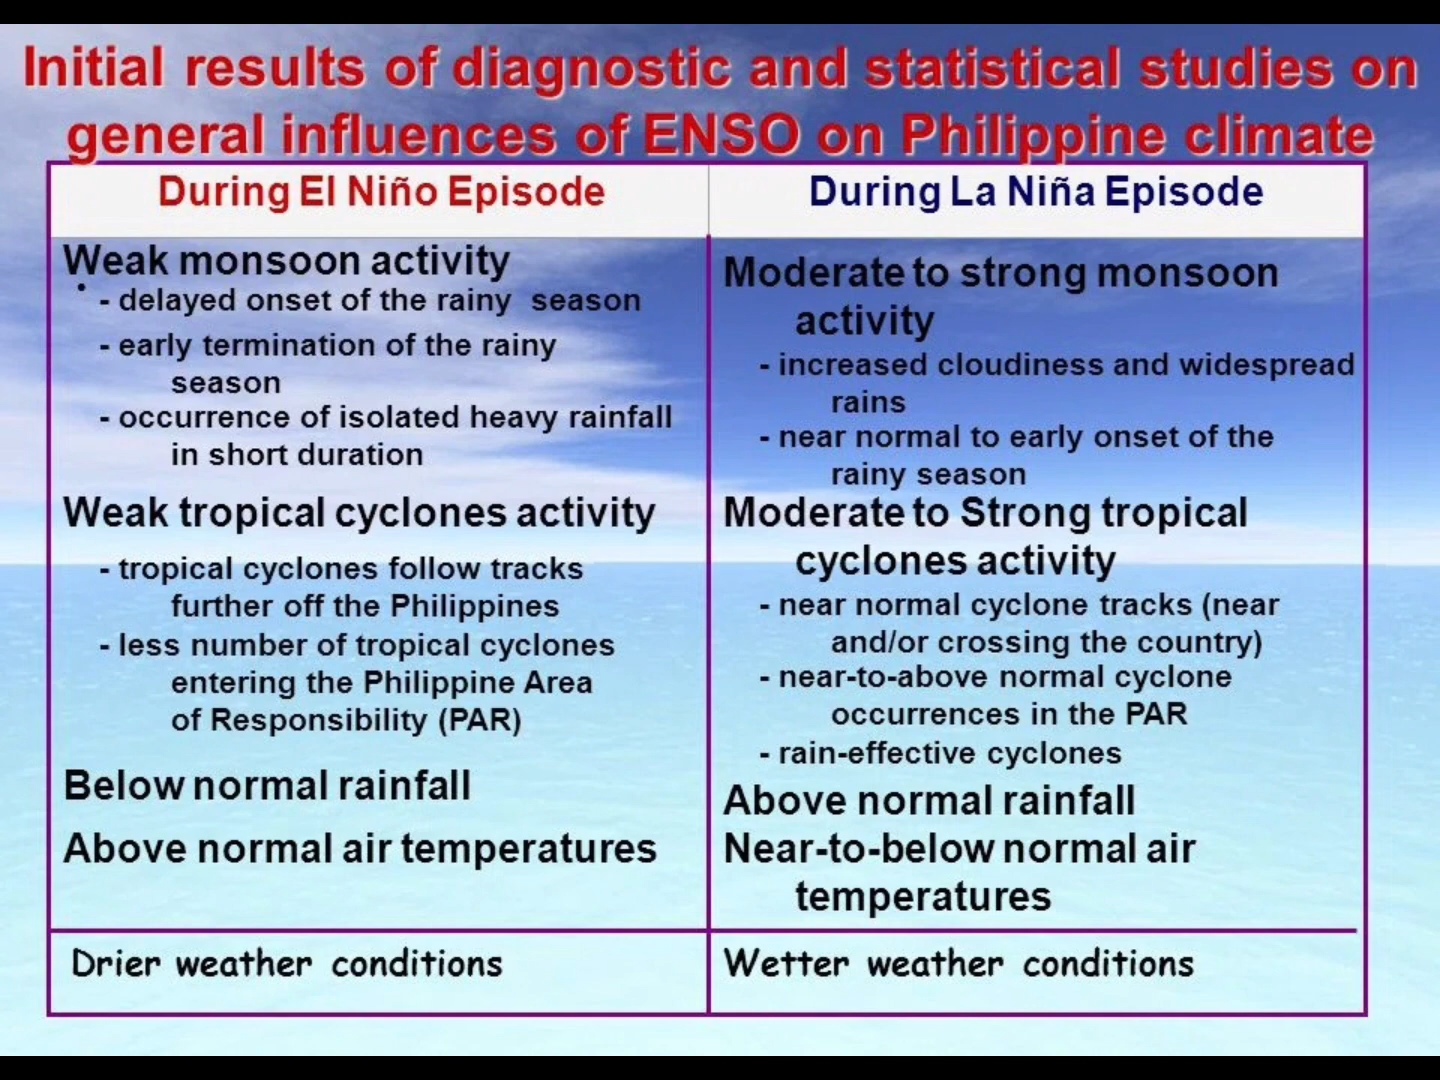 Initial results of diagnostic and statistical studies on
general influences of ENSO on Philippine climate
During El Niño Episode
Weak monsoon activity
- delayed onset of the rainy season
- early termination of the rainy
season
- occurrence of isolated heavy rainfall
in short duration
Weak tropical cyclones activity
- tropical cyclones follow tracks
further off the Philippines
- less number of tropical cyclones
entering the Philippine Area
of Responsibility (PAR)
Below normal rainfall
Above normal air temperatures
Drier weather conditions
During La Niña Episode
Moderate to strong monsoon
activity
- increased cloudiness and widespread
rains
- near normal to early onset of the
rainy season
Moderate to Strong tropical
cyclones activity
- near normal cyclone tracks (near
and/or crossing the country)
- near-to-above normal cyclone
occurrences in the PAR
- rain-effective cyclones
Above normal rainfall
Near-to-below normal air
temperatures
Wetter weather conditions